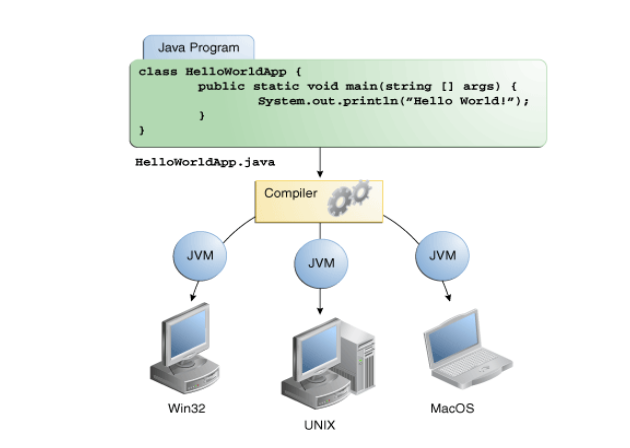 Java Program
class HelloWorldApp {
public static void main(string [] args) {
System.out.println("Hello World!");
}
}
HelloWorldApp.java
Compiler
JVM
JVM
JVM
Win32
UNIX
MacOS